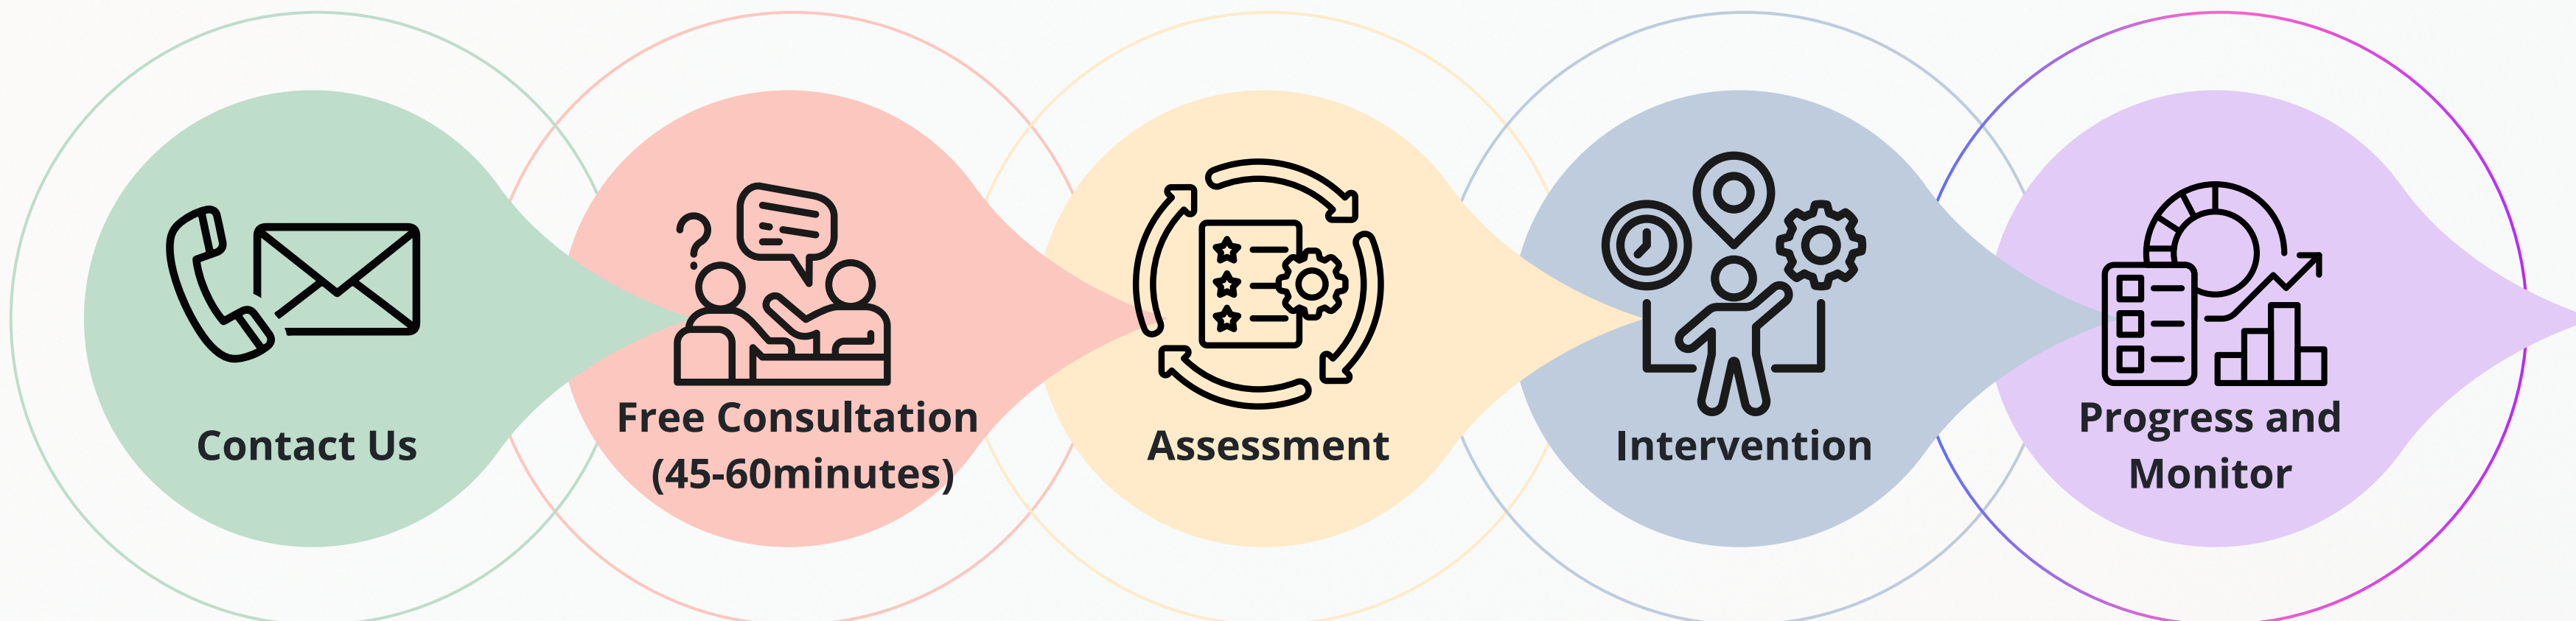 Contact Us
Free Consultation
(45-60minutes)
Assessment
Intervention
Progress and
Monitor